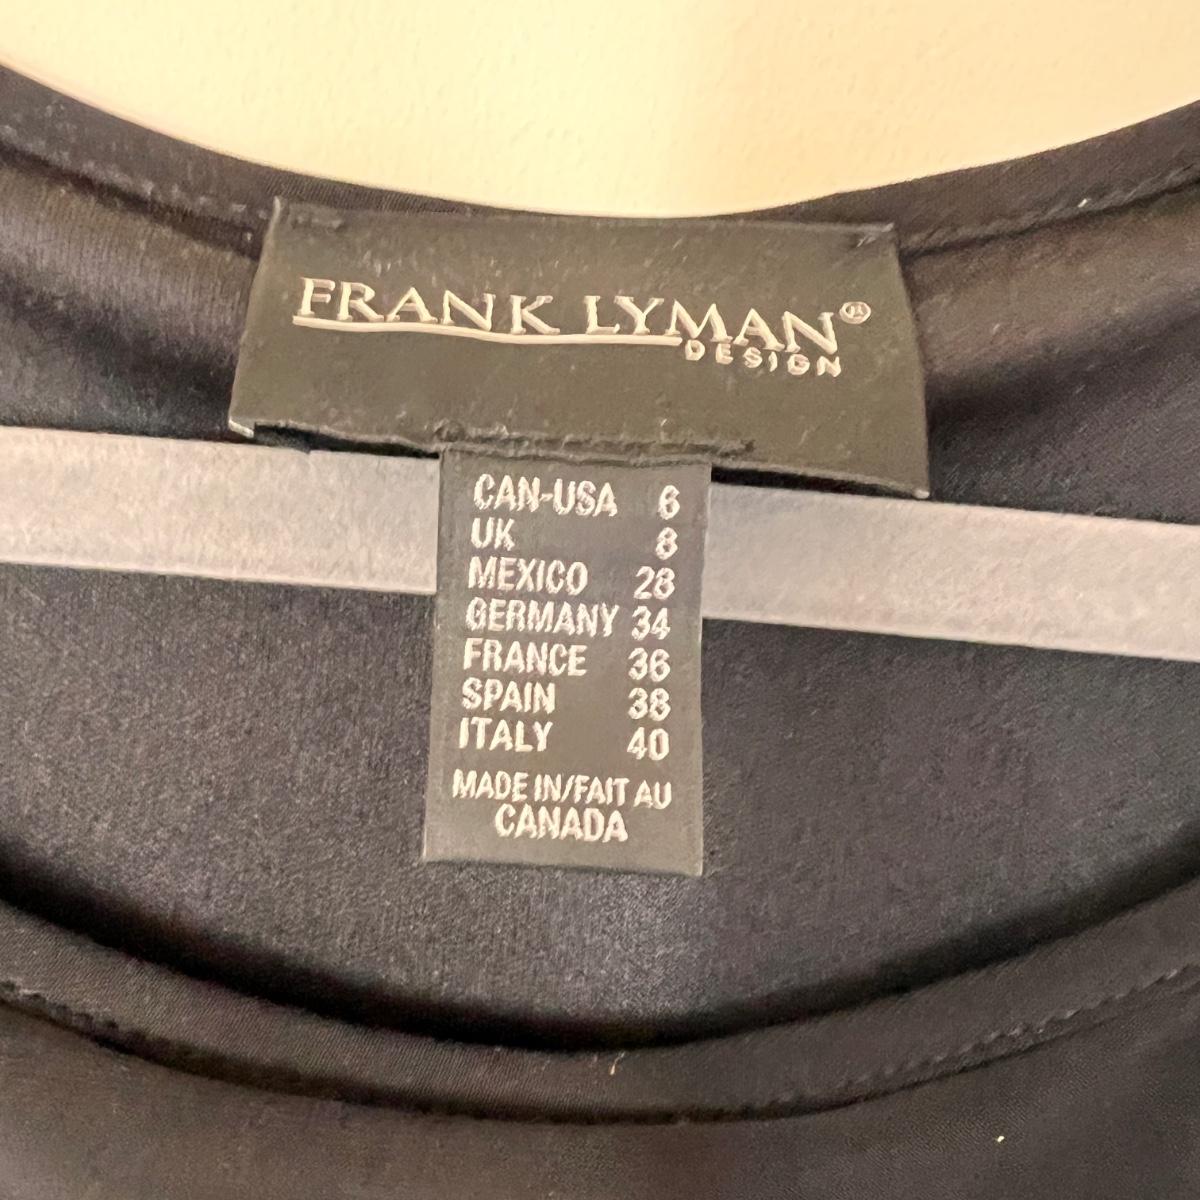 FRANK LYMAN®
DESIGN
CAN-USA 6
UK 8
MEXICO 28
GERMANY 34
FRANCE 36
SPAIN 38
ITALY 40
MADE IN/FAIT AU
CANADA